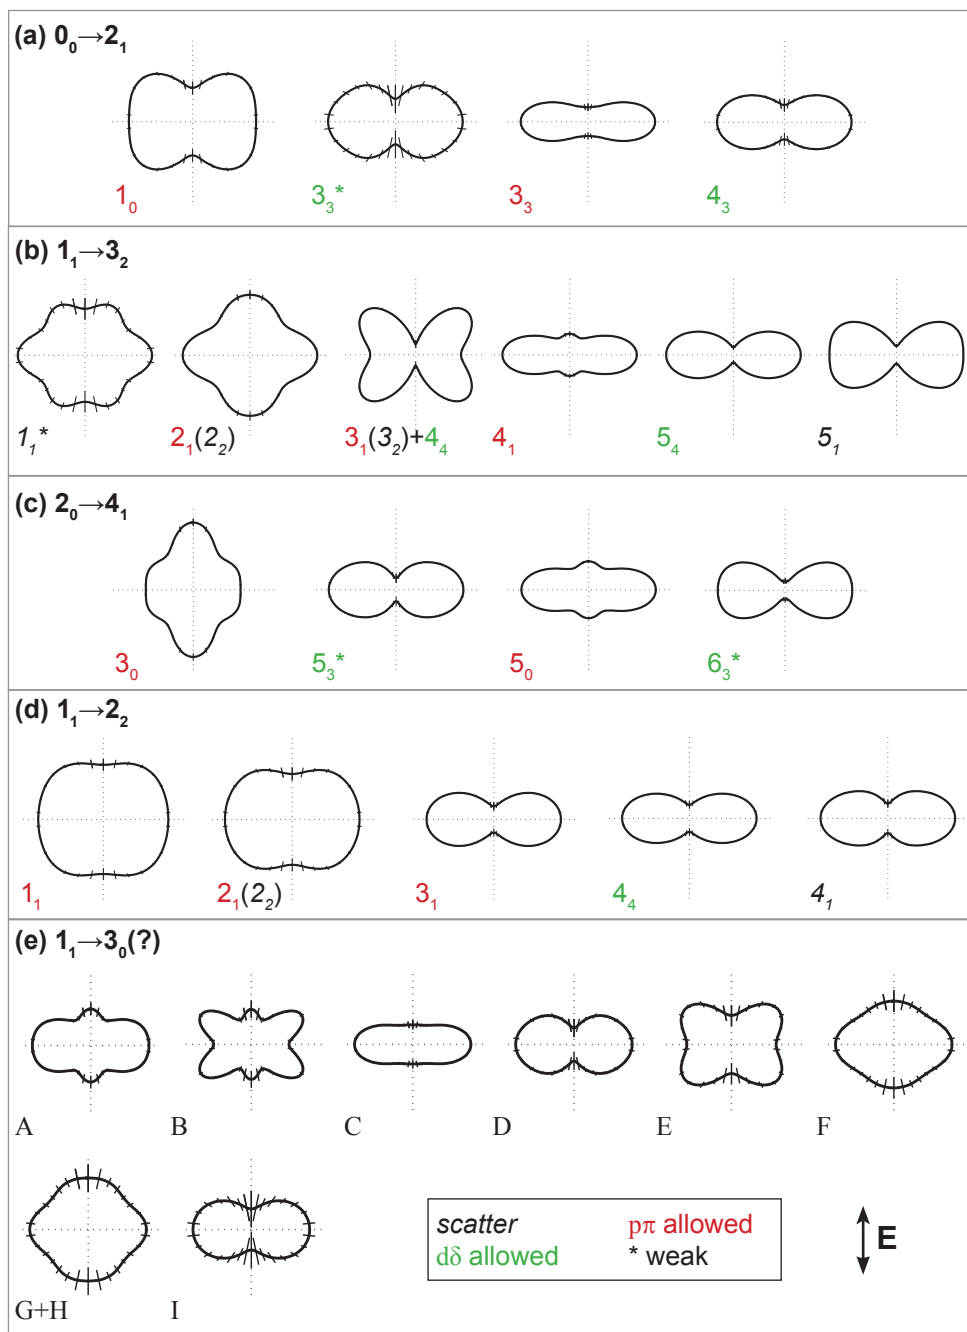 (a) 0₀→2₁
1₀ 3₃* 3₃ 4₃
(b) 1₁→3₂
1₁* 2₁(2₂) 3₁(3₂)+4₄ 4₁ 5₄ 5₁
(c) 2₀→4₁
3₀ 5₃* 5₀ 6₃*
(d) 1₁→2₂
1₁ 2₁(2₂) 3₁ 4₄ 4₁
(e) 1₁→3₀(?)
A B C D E F
G+H I
scatter pπ allowed
dδ allowed * weak
E